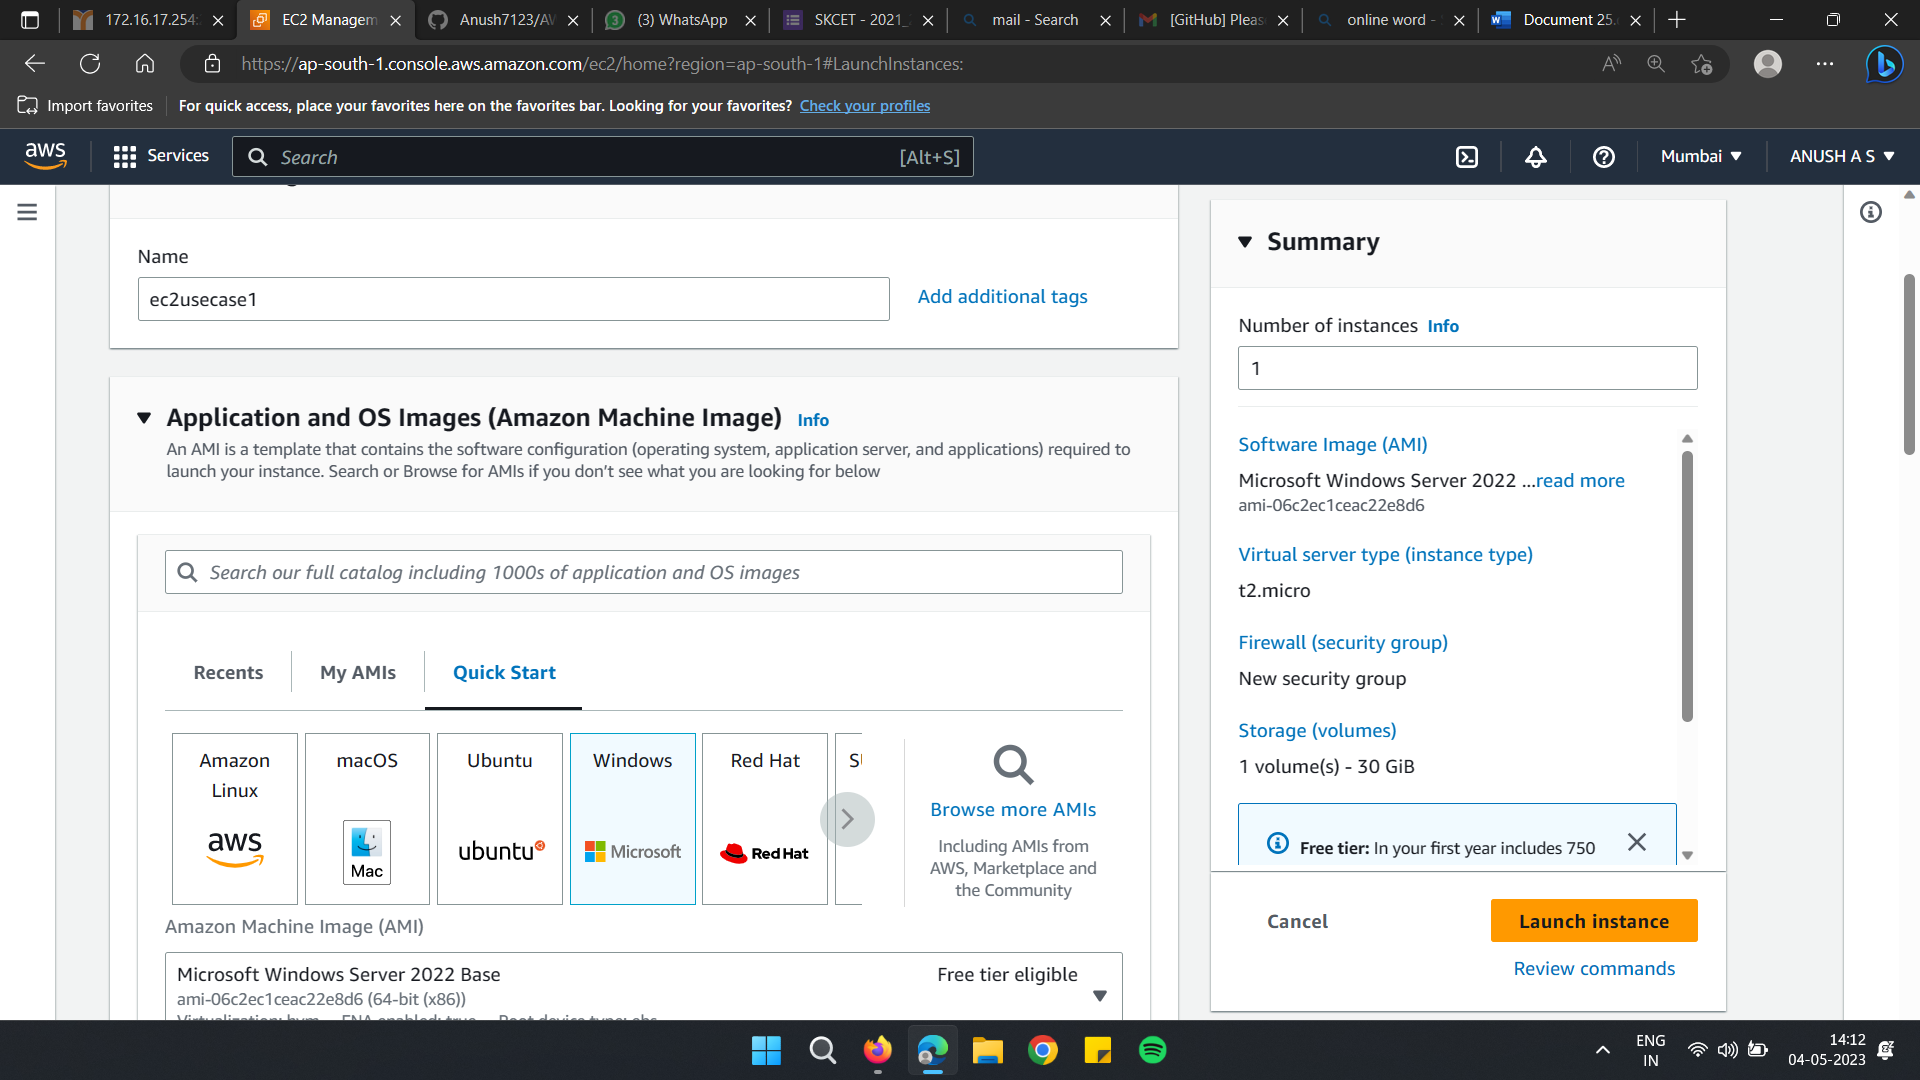 172.16.17.254:
EC2 Managem
Anush7123/AW
(3) WhatsApp
SKCET - 2021_
mail - Search
[GitHub] Pleas
online word -
Document 25.
https://ap-south-1.console.aws.amazon.com/ec2/home?region=ap-south-1#LaunchInstances:
Import favorites
For quick access, place your favorites here on the favorites bar. Looking for your favorites? Check your profiles
aws
Services
Search
[Alt+S]
Mumbai
ANUSH A S
Name
ec2usecase1
Add additional tags
Application and OS Images (Amazon Machine Image) Info
An AMI is a template that contains the software configuration (operating system, application server, and applications) required to
launch your instance. Search or Browse for AMIs if you don’t see what you are looking for below
Search our full catalog including 1000s of application and OS images
Recents
My AMIs
Quick Start
Amazon
Linux
aws
macOS
Mac
Ubuntu
ubuntu
Windows
Microsoft
Red Hat
Red Hat
Browse more AMIs
Including AMIs from
AWS, Marketplace and
the Community
Amazon Machine Image (AMI)
Microsoft Windows Server 2022 Base
Free tier eligible
ami-06c2ec1ceac22e8d6 (64-bit (x86))
Summary
Number of instances Info
1
Software Image (AMI)
Microsoft Windows Server 2022 ...read more
ami-06c2ec1ceac22e8d6
Virtual server type (instance type)
t2.micro
Firewall (security group)
New security group
Storage (volumes)
1 volume(s) - 30 GiB
Free tier: In your first year includes 750
Cancel
Launch instance
Review commands
ENG
IN
14:12
04-05-2023